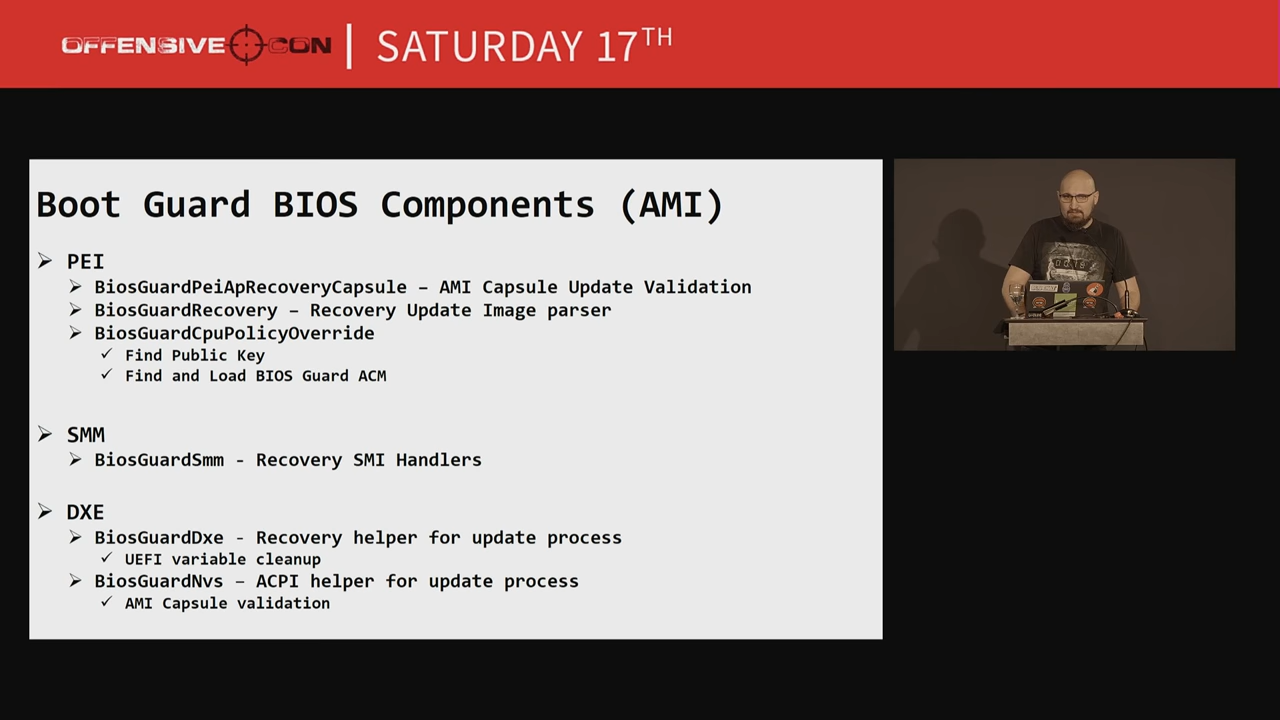 OFFENSIVE CON | SATURDAY 17TH
Boot Guard BIOS Components (AMI)
➢ PEI
➢ BiosGuardPeiApRecoveryCapsule – AMI Capsule Update Validation
➢ BiosGuardRecovery – Recovery Update Image parser
➢ BiosGuardCpuPolicyOverride
✓ Find Public Key
✓ Find and Load BIOS Guard ACM
➢ SMM
➢ BiosGuardSmm - Recovery SMI Handlers
➢ DXE
➢ BiosGuardDxe - Recovery helper for update process
✓ UEFI variable cleanup
➢ BiosGuardNvs – ACPI helper for update process
✓ AMI Capsule validation